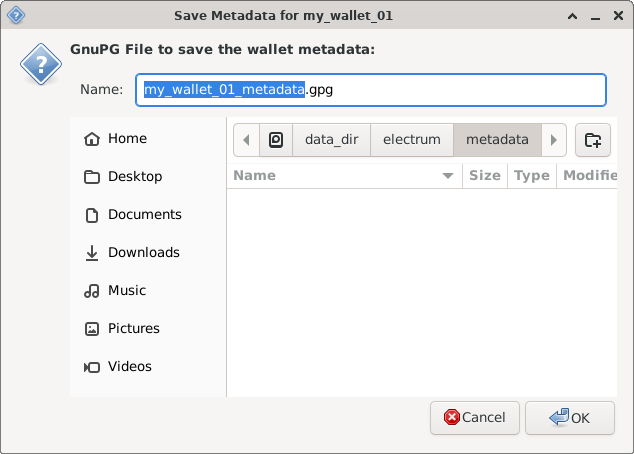 Save Metadata for my_wallet_01
GnuPG File to save the wallet metadata:
Name: my_wallet_01_metadata.gpg
Home
Desktop
Documents
Downloads
Music
Pictures
Videos
data_dir electrum metadata
Name Size Type Modifie
Cancel OK